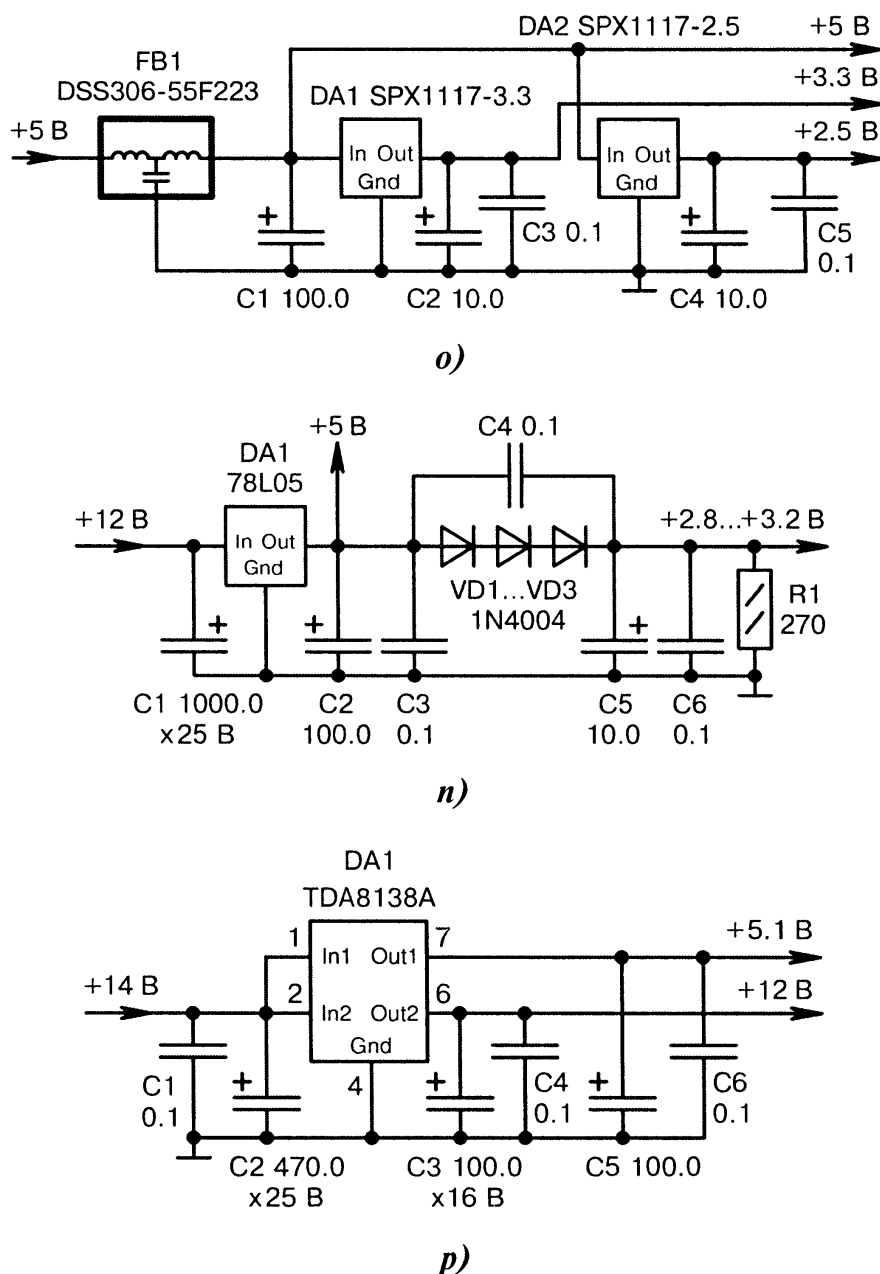 DA2 SPX1117-2.5
+5 В
FB1
DSS306-55F223
DA1 SPX1117-3.3
+3.3 В
+5 В
+2.5 В
In Out
Gnd
In Out
Gnd
+
+
C3 0.1
+
C5
0.1
C1 100.0
C2 10.0
C4 10.0
о)
+5 В
C4 0.1
DA1
78L05
+12 В
+2.8...+3.2 В
In Out
Gnd
VD1...VD3
1N4004
R1
270
+
+
+
C1 1000.0
x25 В
C2
100.0
C3
0.1
C5
10.0
C6
0.1
п)
DA1
TDA8138A
1
7
+5.1 В
In1 Out1
+14 В
2
6
+12 В
In2 Out2
Gnd
C1
0.1
+
4
+
C4
0.1
+
C6
0.1
C2 470.0
x25 В
C3 100.0
x16 В
C5 100.0
р)